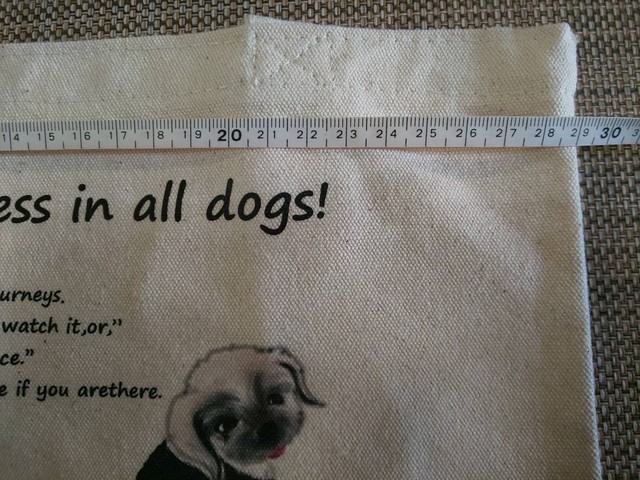 14 15 16 17 18 19 20 21 22 23 24 25 26 27 28 29 30
ess in all dogs!
urneys.
watch it,or,”
ce.”
e if you arethere.